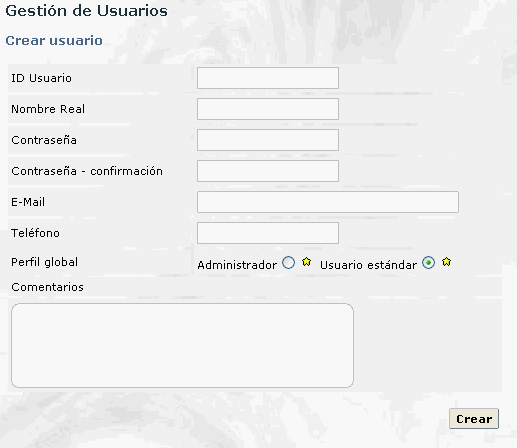 Gestión de Usuarios
Crear usuario
ID Usuario
Nombre Real
Contraseña
Contraseña - confirmación
E-Mail
Teléfono
Perfil global Administrador Usuario estándar
Comentarios
Crear